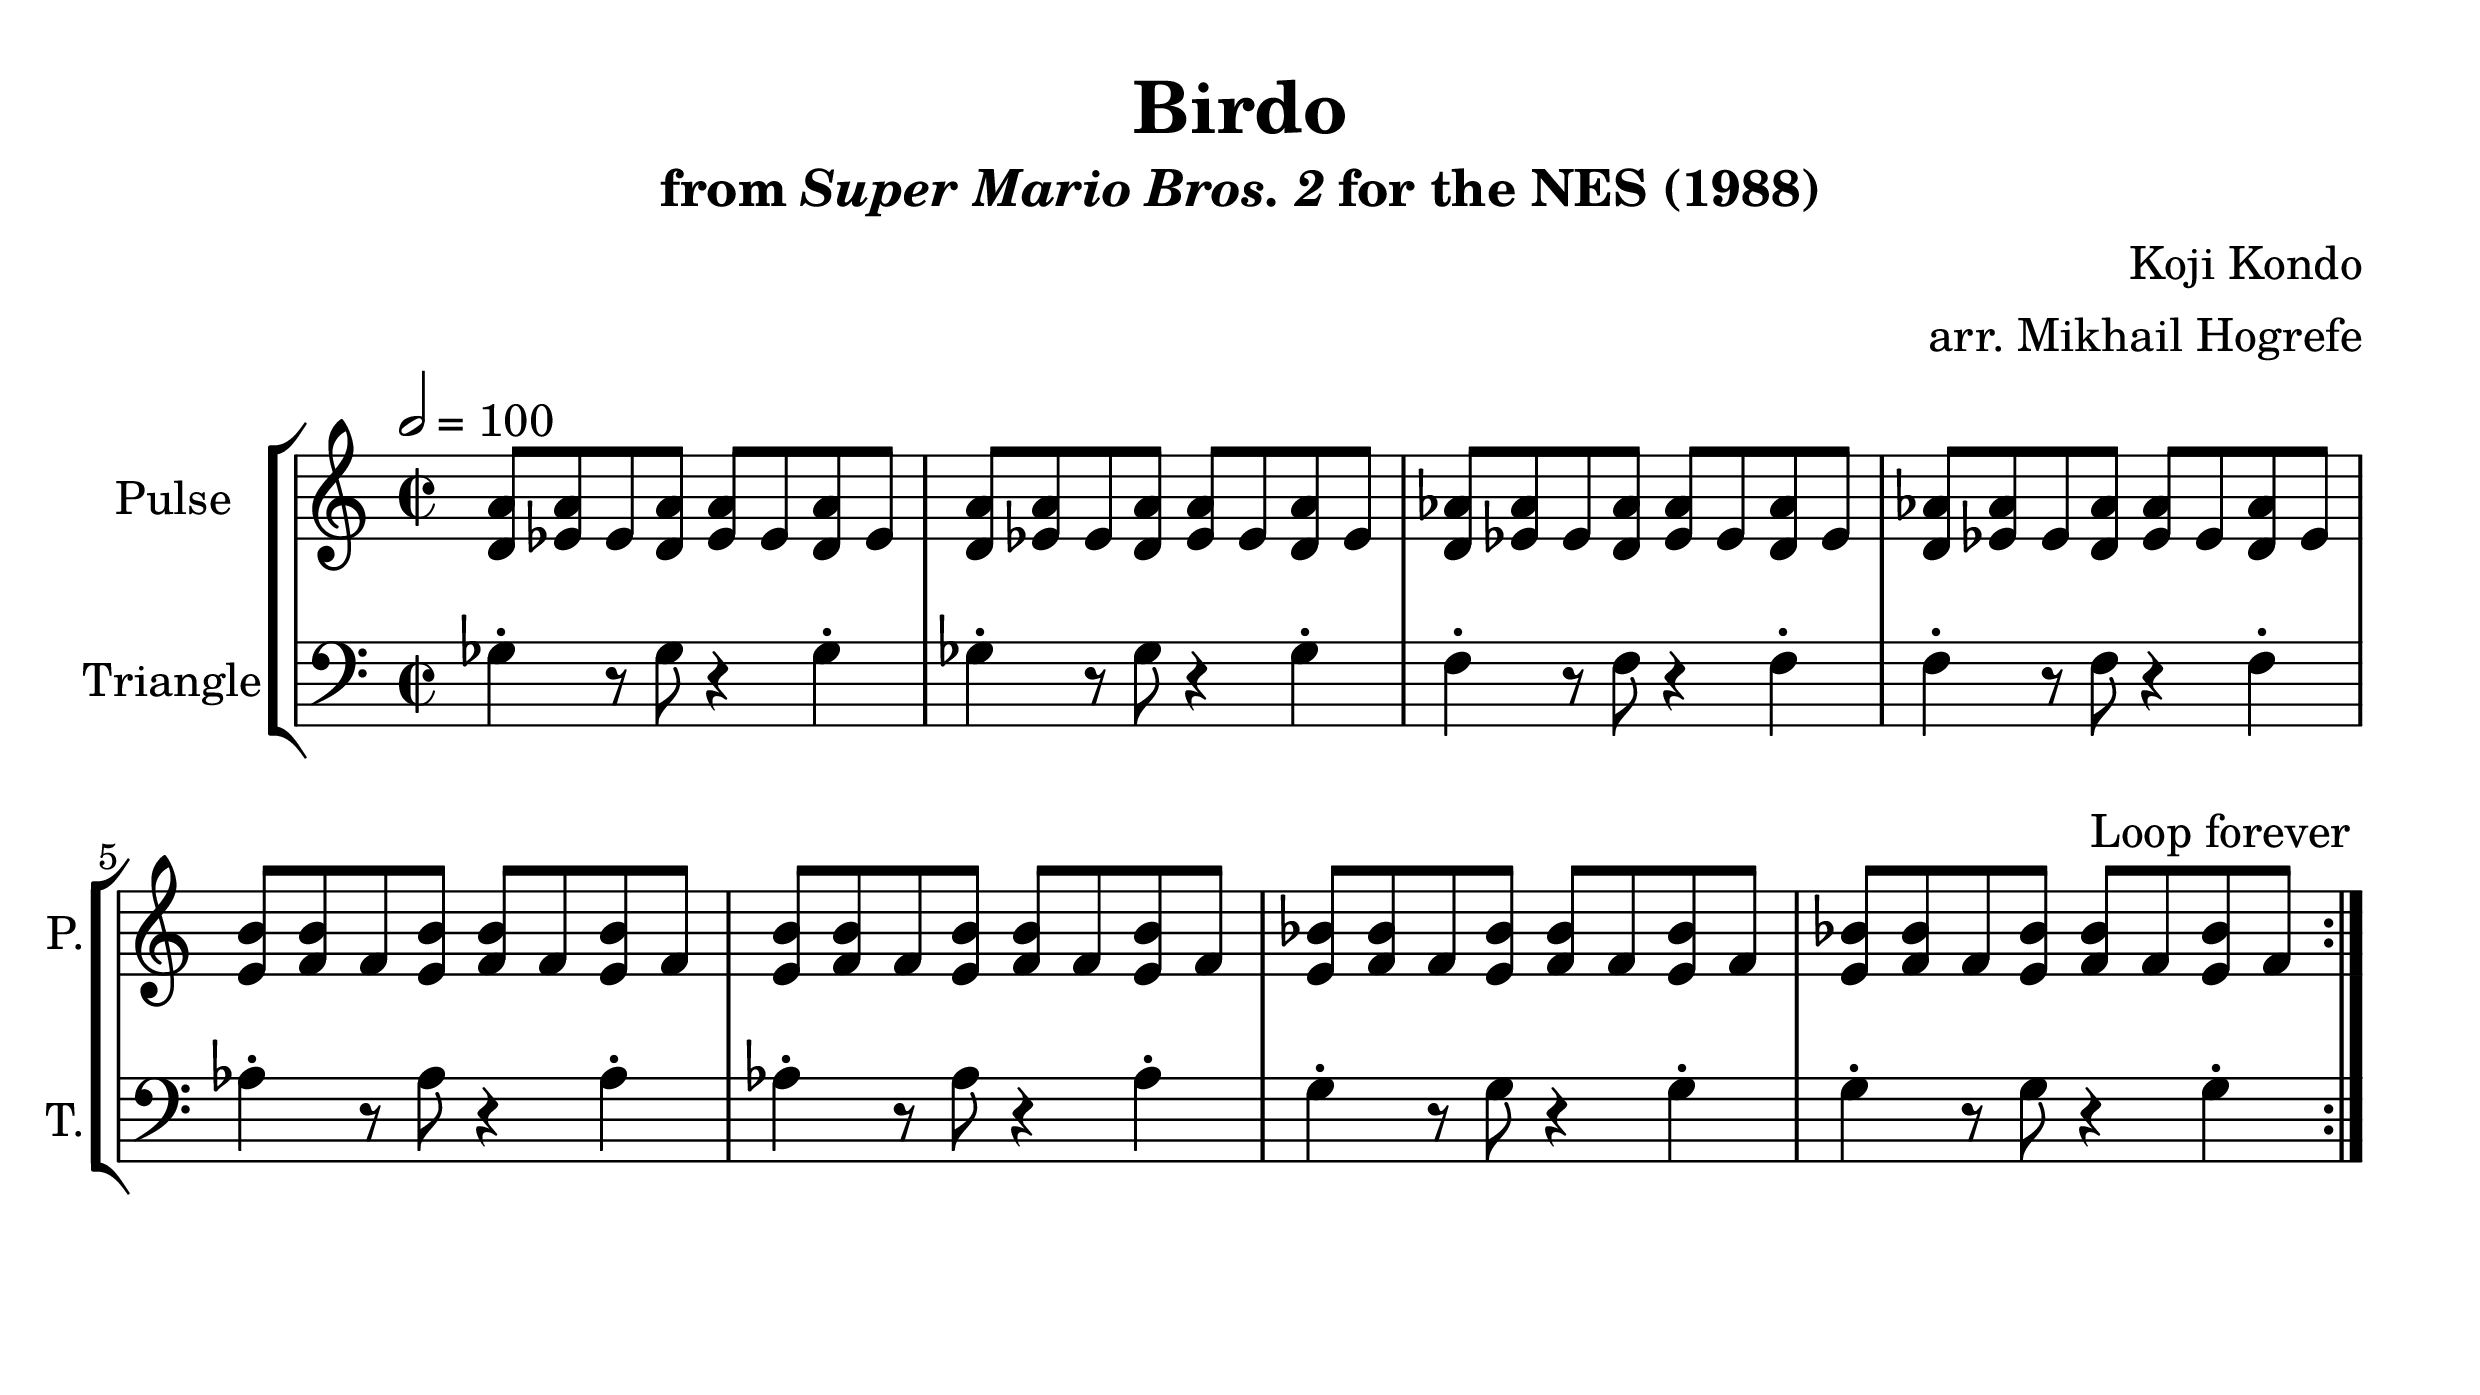 Birdo
from Super Mario Bros. 2 for the NES (1988)
Koji Kondo
arr. Mikhail Hogrefe
= 100
Pulse
Triangle
Loop forever
5
P.
T.